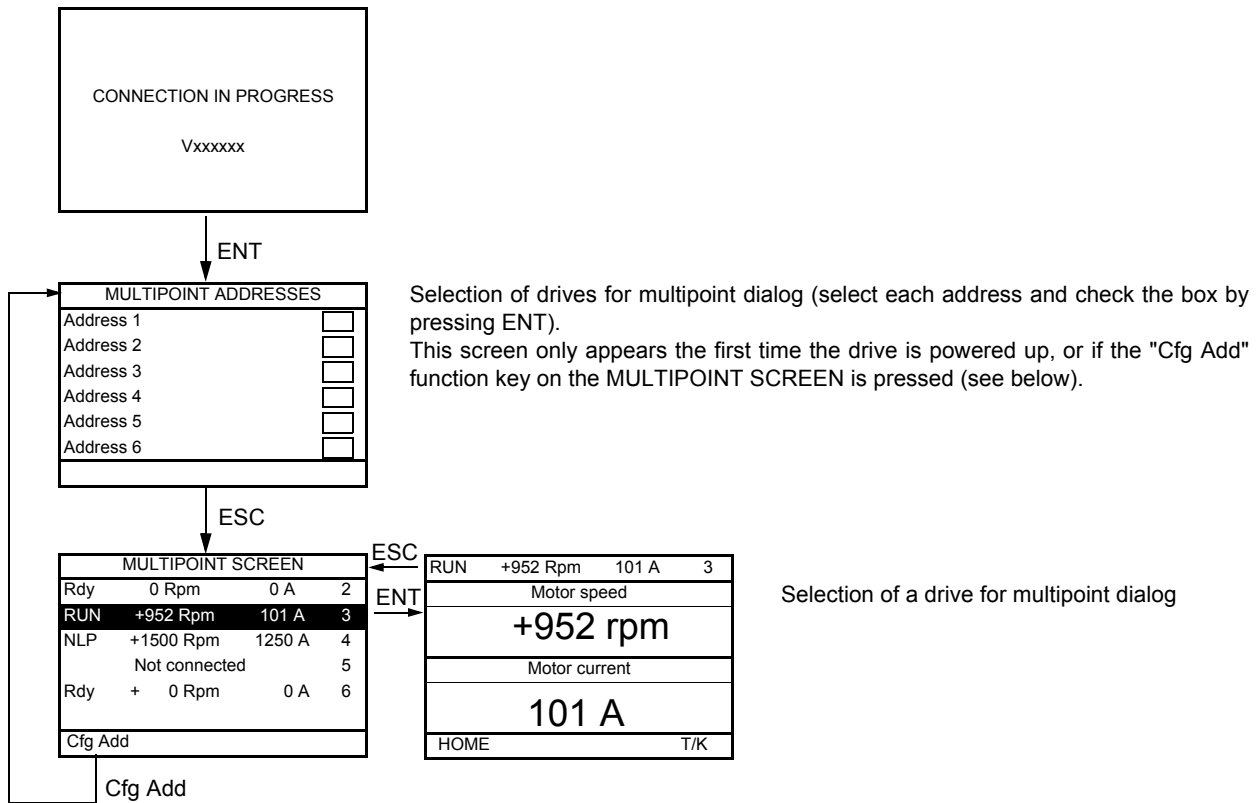 CONNECTION IN PROGRESS
Vxxxxxx
ENT
MULTIPOINT ADDRESSES
Address 1
Address 2
Address 3
Address 4
Address 5
Address 6
Selection of drives for multipoint dialog (select each address and check the box by
pressing ENT).
This screen only appears the first time the drive is powered up, or if the "Cfg Add"
function key on the MULTIPOINT SCREEN is pressed (see below).
ESC
MULTIPOINT SCREEN
Rdy 0 Rpm 0 A 2
RUN +952 Rpm 101 A 3
NLP +1500 Rpm 1250 A 4
Not connected 5
Rdy + 0 Rpm 0 A 6
Cfg Add
ESC
ENT
RUN +952 Rpm 101 A 3
Motor speed
+952 rpm
Motor current
101 A
HOME T/K
Selection of a drive for multipoint dialog
Cfg Add